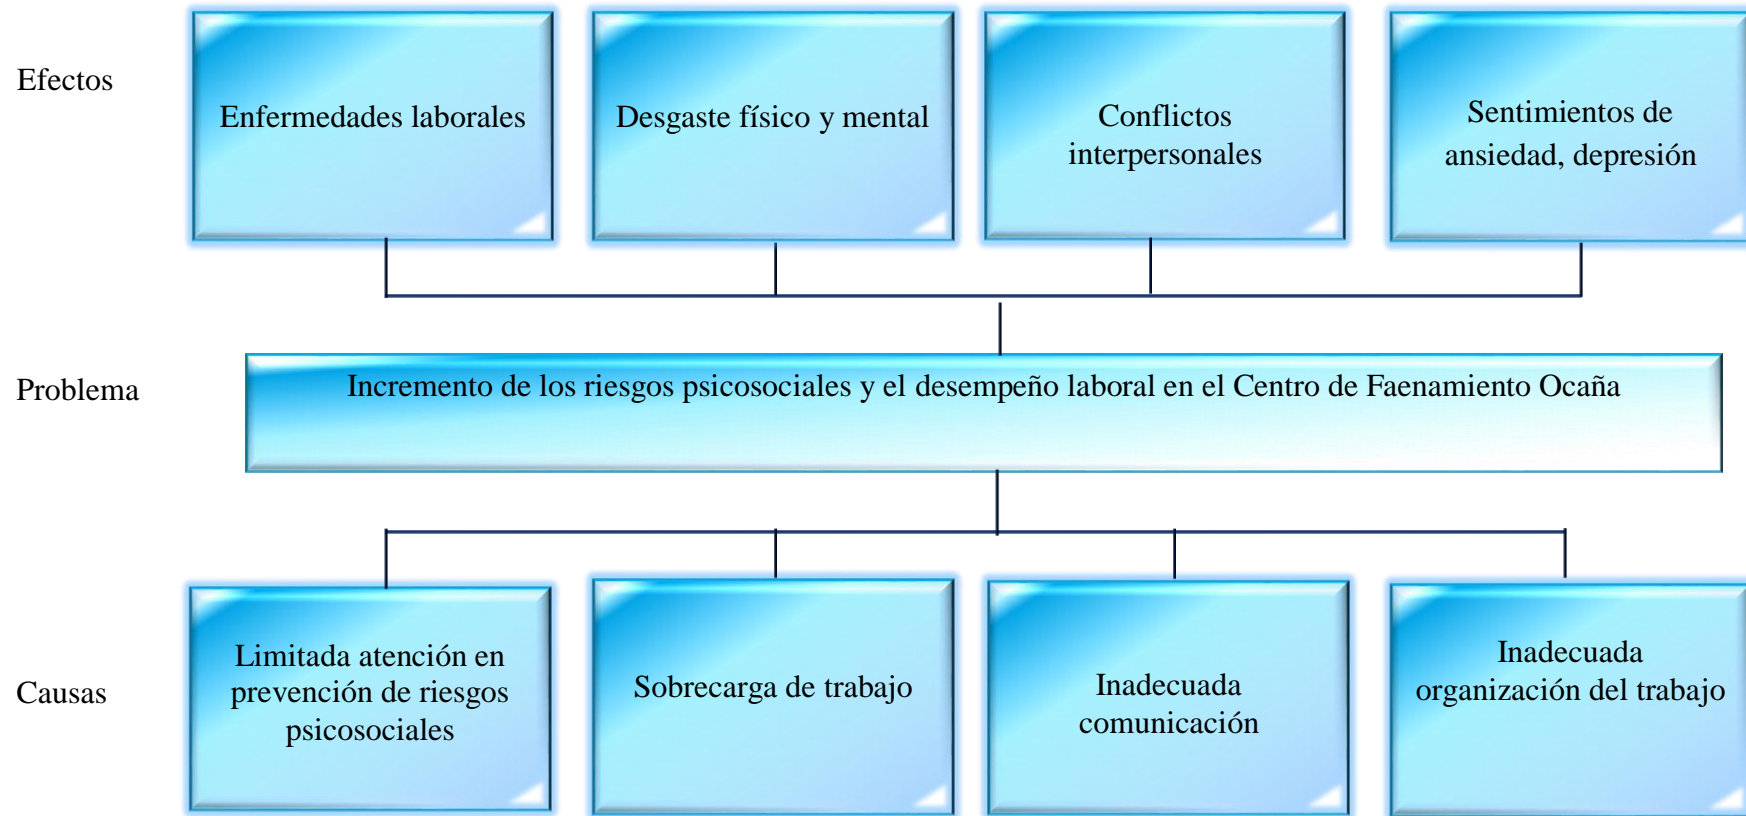 Efectos
Enfermedades laborales
Desgaste físico y mental
Conflictos
interpersonales
Sentimientos de
ansiedad, depresión
Problema
Incremento de los riesgos psicosociales y el desempeño laboral en el Centro de Faenamiento Ocaña
Causas
Limitada atención en
prevención de riesgos
psicosociales
Sobrecarga de trabajo
Inadecuada
comunicación
Inadecuada
organización del trabajo